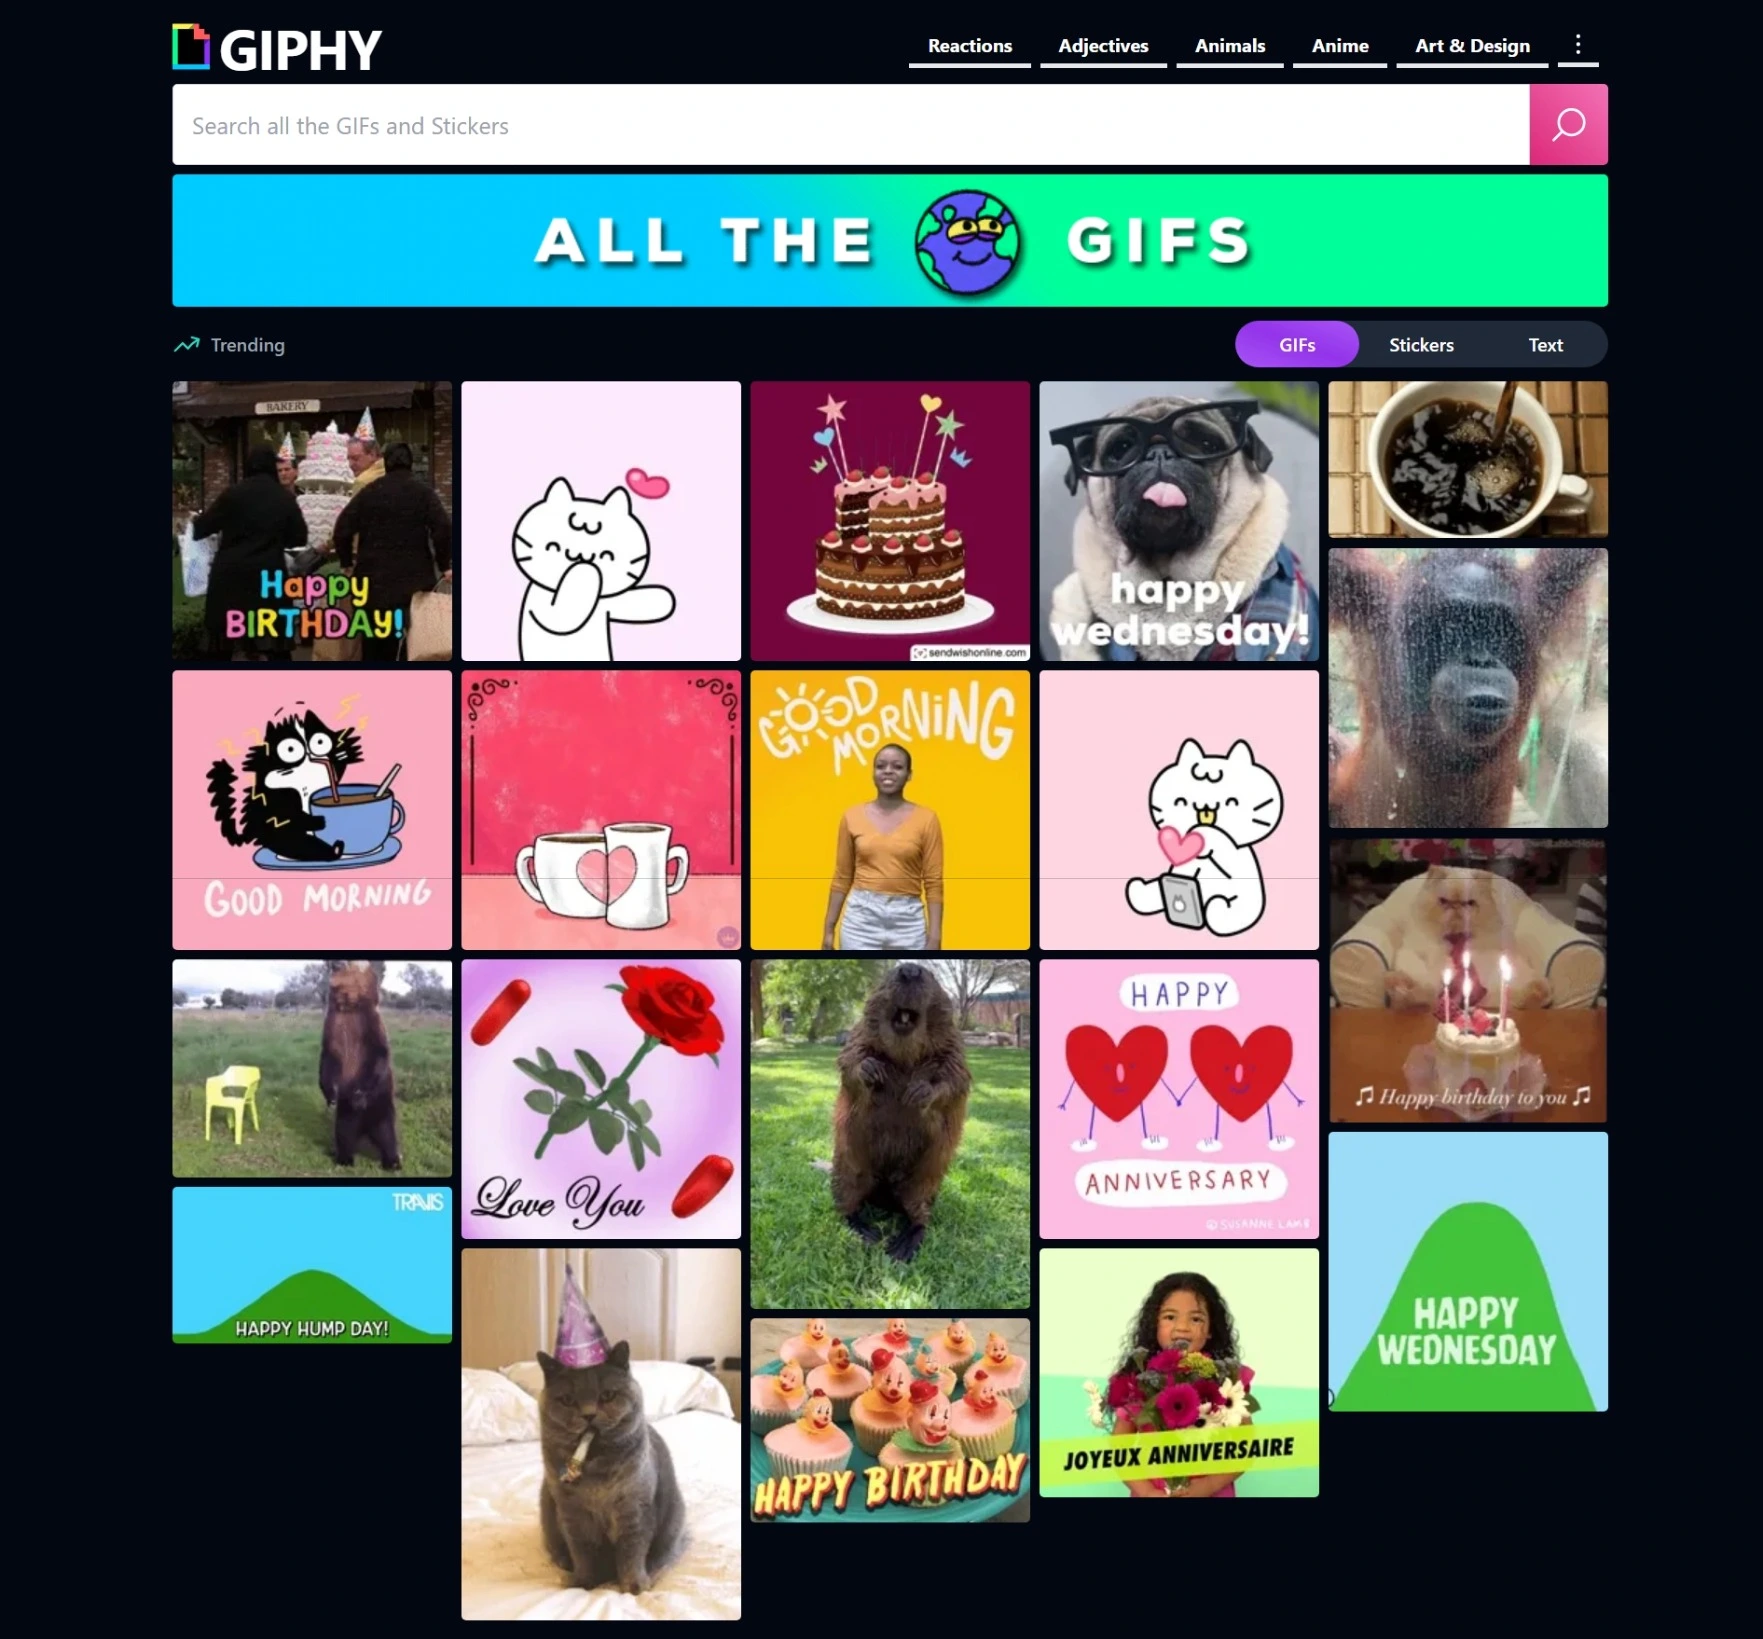 GIPHY
Reactions
Adjectives
Animals
Anime
Art & Design
Search all the GIFs and Stickers
ALL THE GIFS
Trending
GIFs
Stickers
Text
BAKERY
Happy
BIRTHDAY!
sendwishonline.com
happy
wednesday!
GOOD MORNING
GOOD
MORNING
HAPPY
ANNIVERSARY
© SUSANNE LAMB
♫ Happy birthday to you ♫
Love You
TRAVIS
HAPPY HUMP DAY!
HAPPY
WEDNESDAY
HAPPY BIRTHDAY
JOYEUX ANNIVERSAIRE